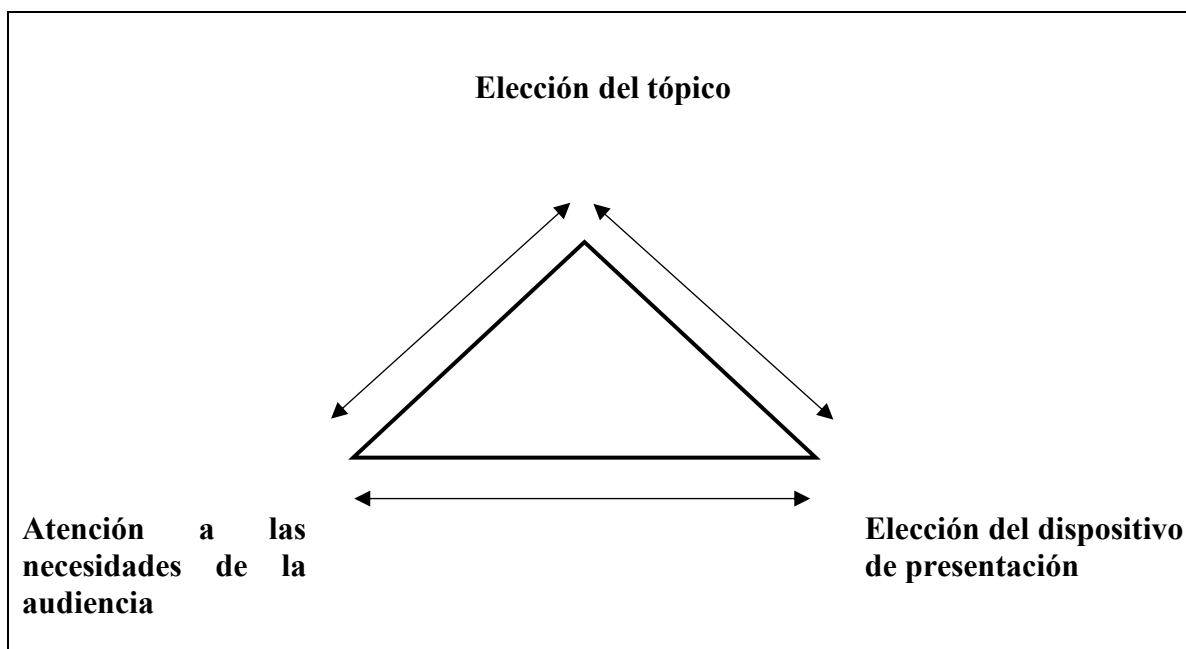 Elección del tópico
Atención a las
necesidades de la
audiencia
Elección del dispositivo
de presentación